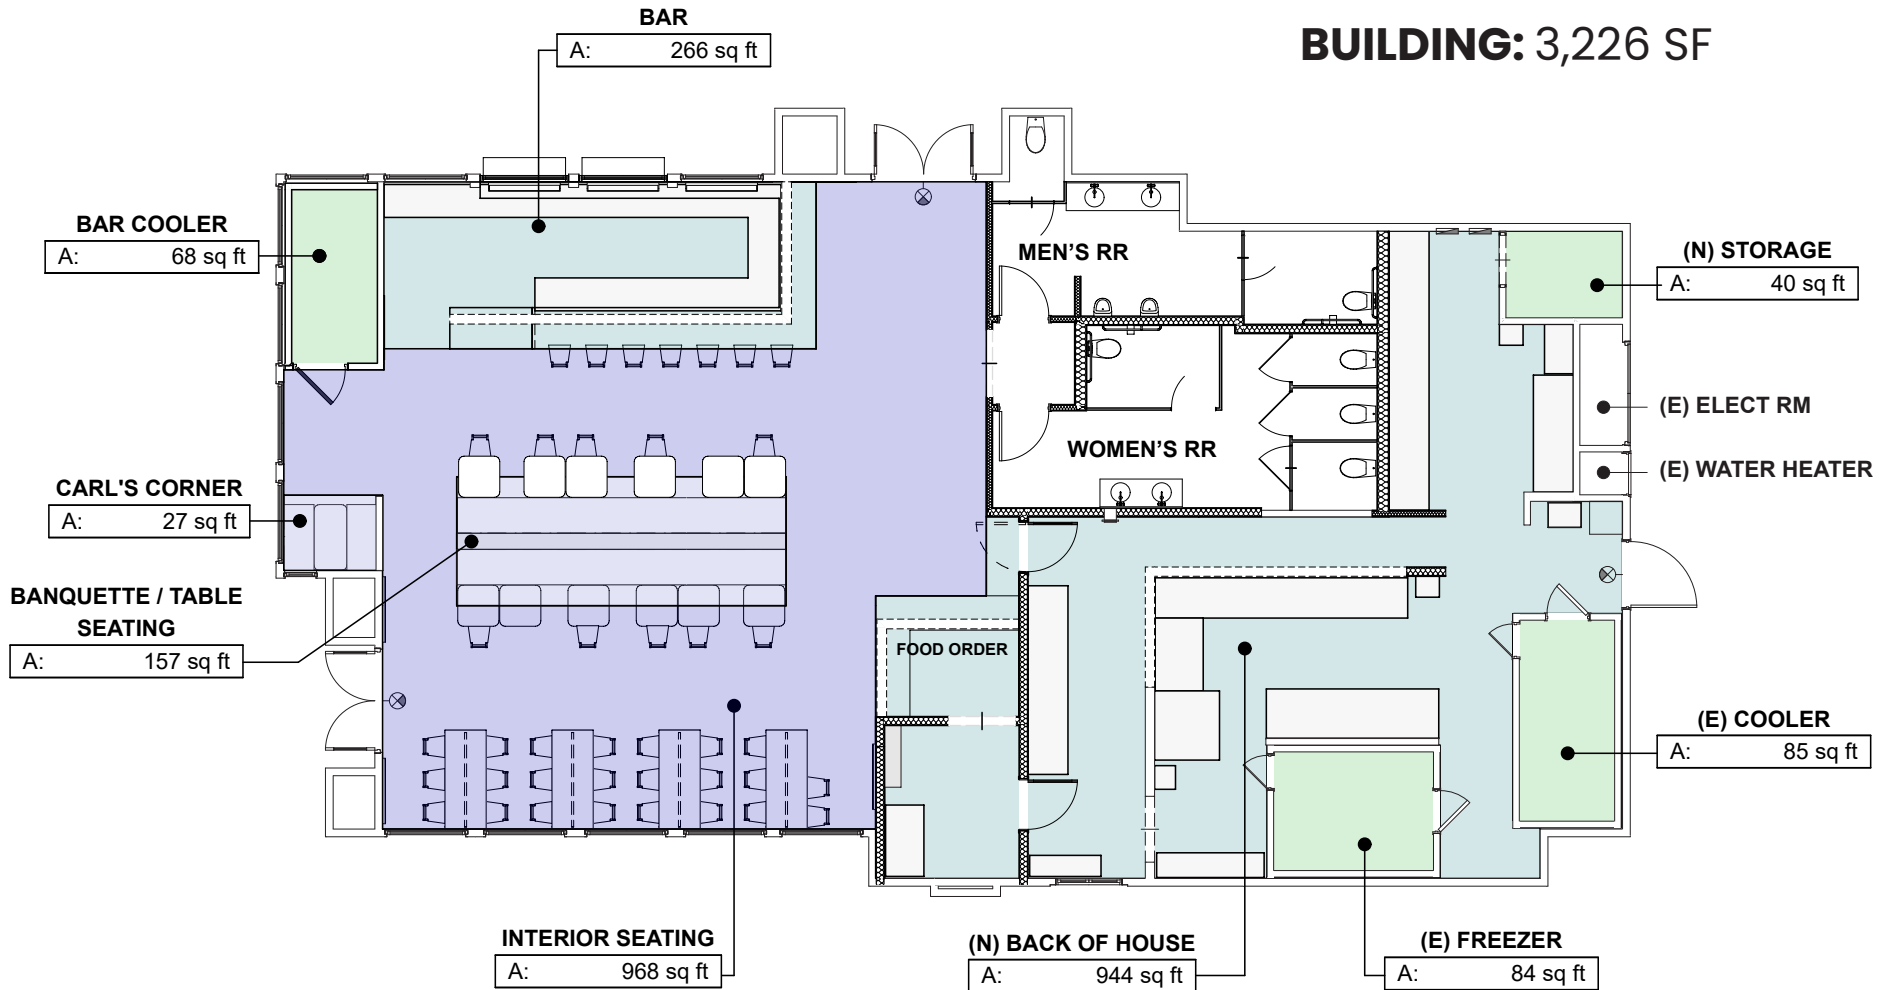 BAR
A: 266 sq ft
BUILDING: 3,226 SF
BAR COOLER
A: 68 sq ft
MEN'S RR
(N) STORAGE
A: 40 sq ft
(E) ELECT RM
WOMEN'S RR
(E) WATER HEATER
CARL'S CORNER
A: 27 sq ft
BANQUETTE / TABLE
SEATING
A: 157 sq ft
FOOD ORDER
(E) COOLER
A: 85 sq ft
INTERIOR SEATING
A: 968 sq ft
(N) BACK OF HOUSE
A: 944 sq ft
(E) FREEZER
A: 84 sq ft